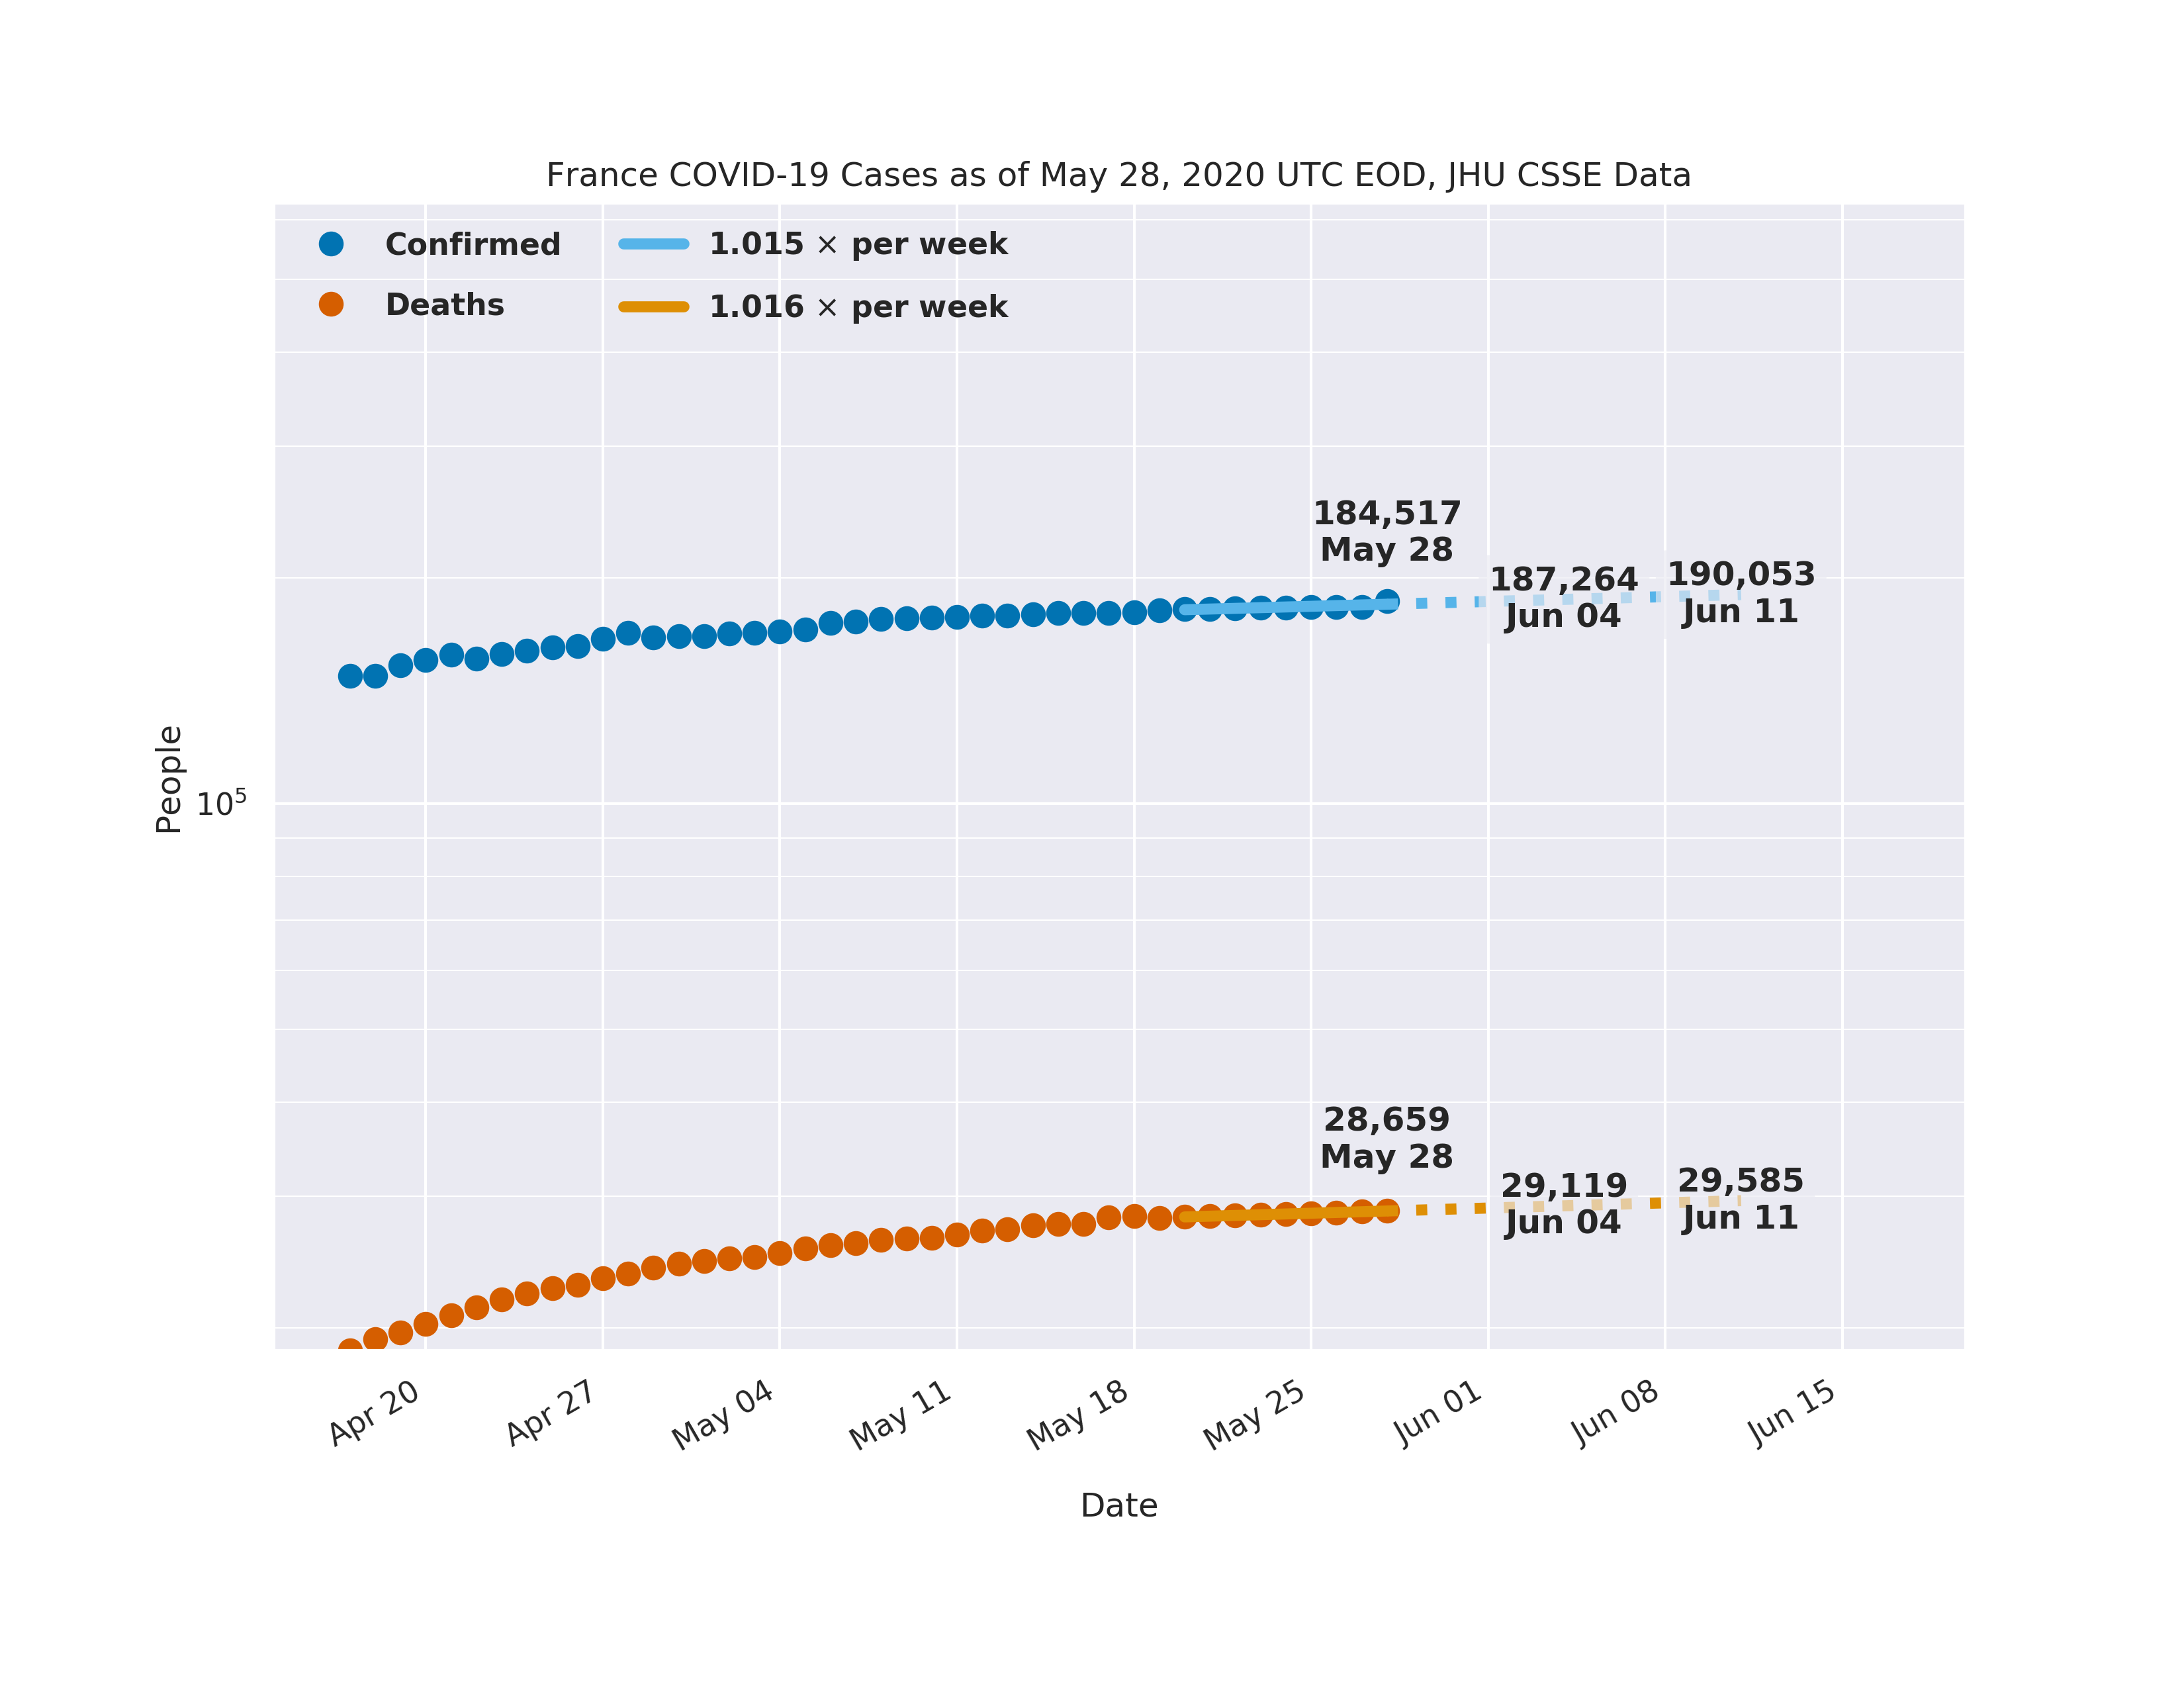 France COVID-19 Cases as of May 28, 2020 UTC EOD, JHU CSSE Data
Confirmed
Deaths
1.015 × per week
1.016 × per week
184,517
May 28
187,264
Jun 04
190,053
Jun 11
People
10⁵
28,659
May 28
29,119
Jun 04
29,585
Jun 11
Apr 20
Apr 27
May 04
May 11
May 18
May 25
Jun 01
Jun 08
Jun 15
Date